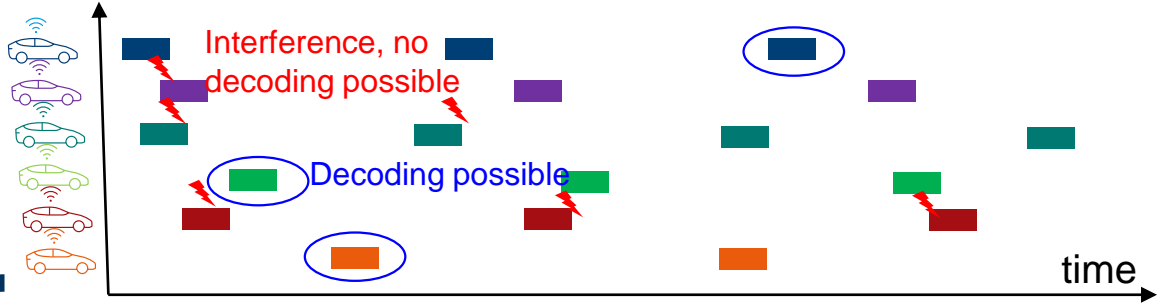 Interference, no
decoding possible
Decoding possible
time